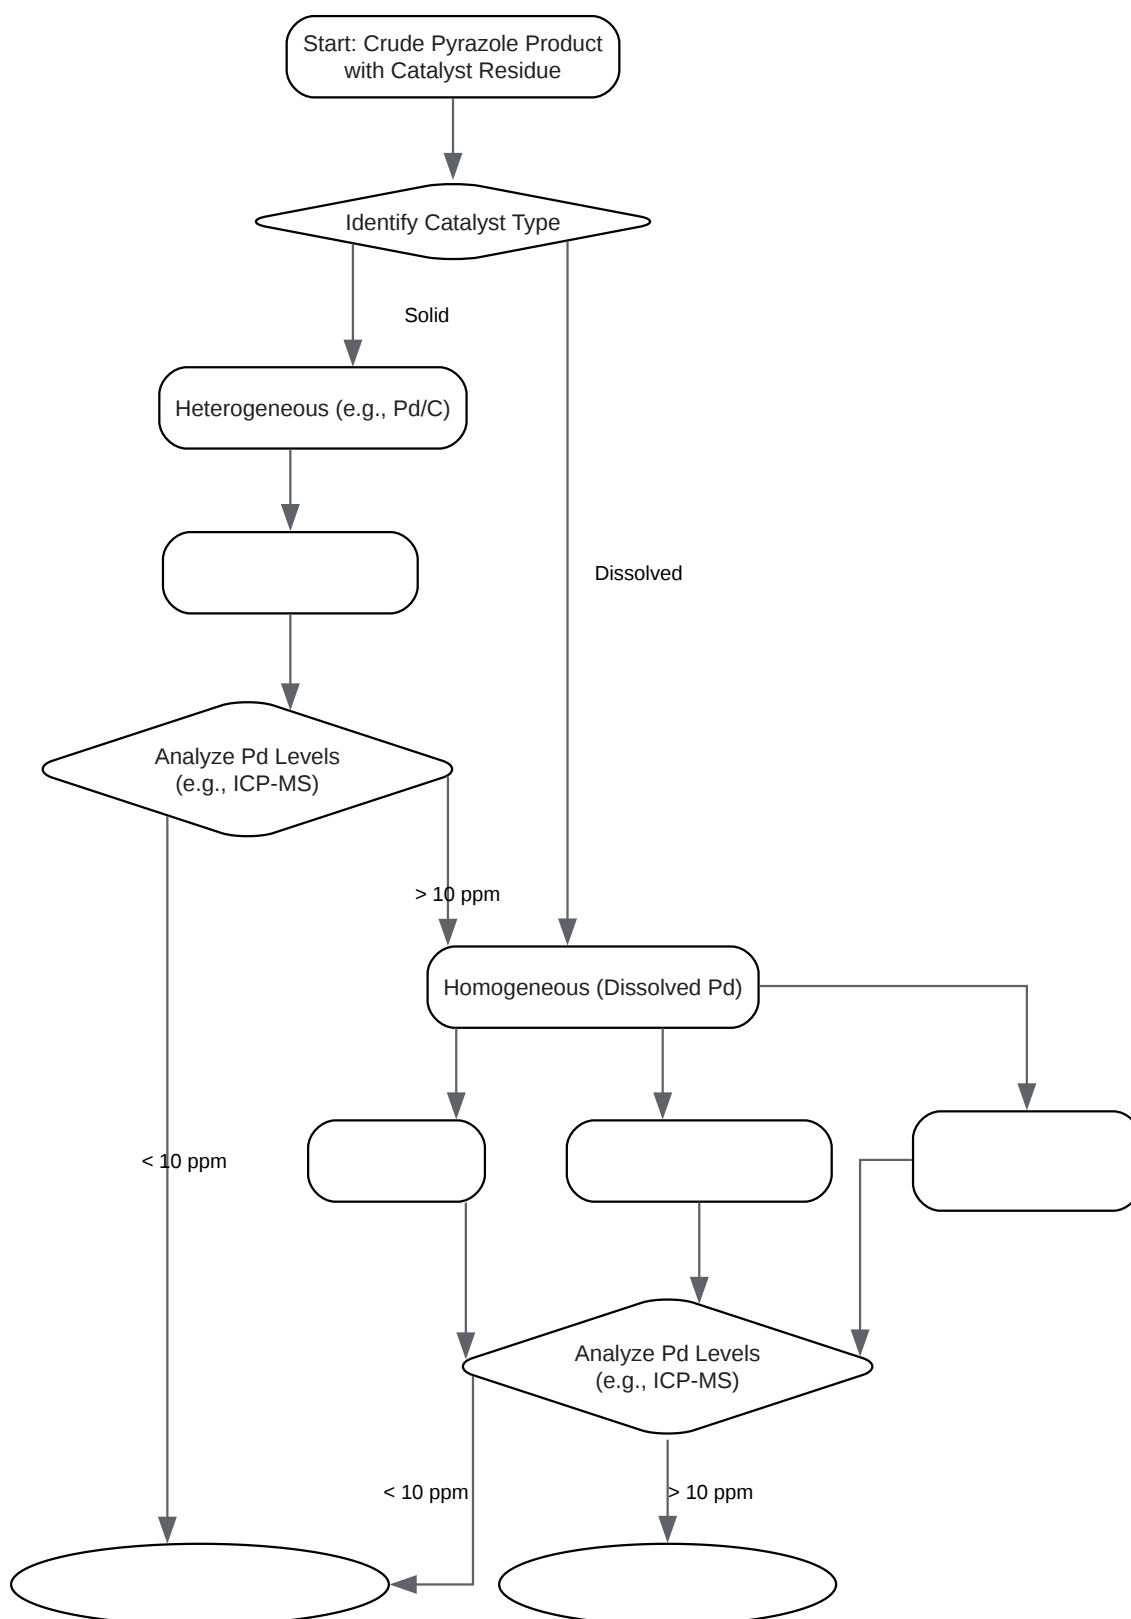 Start: Crude Pyrazole Product
with Catalyst Residue
Identify Catalyst Type
Solid
Heterogeneous (e.g., Pd/C)
Dissolved
Analyze Pd Levels
(e.g., ICP-MS)
> 10 ppm
Homogeneous (Dissolved Pd)
< 10 ppm
Analyze Pd Levels
(e.g., ICP-MS)
< 10 ppm
> 10 ppm